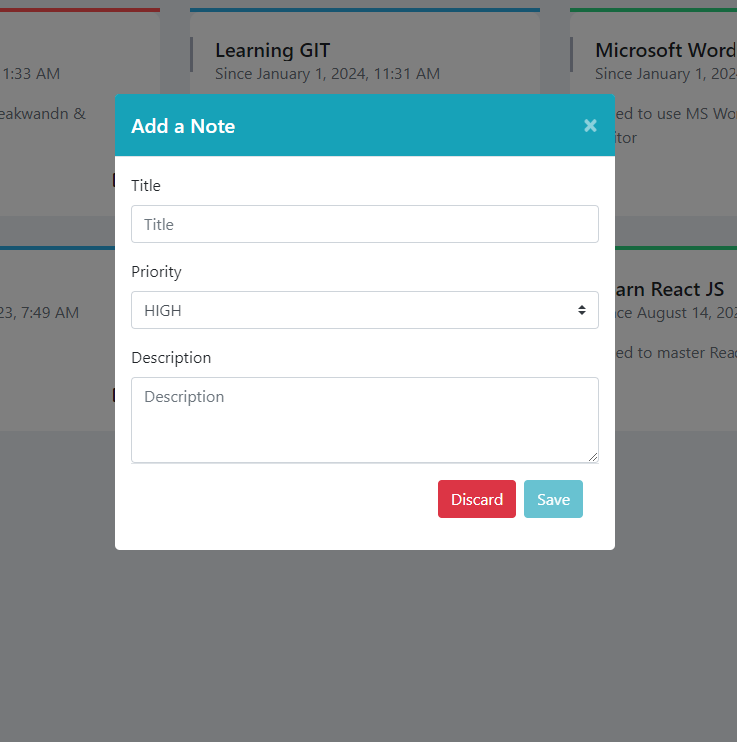 Learning GIT
Microsoft Word
1:33 AM
Since January 1, 2024, 11:31 AM
Since January 1, 202
eakwandn &
ed to use MS Wo
itor
Add a Note
×
Title
Title
Priority
HIGH
Description
Description
Discard
Save
23, 7:49 AM
arn React JS
ce August 14, 202
ed to master Reac